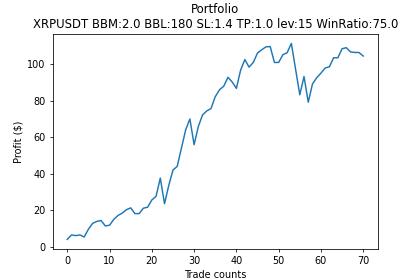 Portfolio
XRPUSDT BBM:2.0 BBL:180 SL:1.4 TP:1.0 lev:15 WinRatio:75.0
100
80
60
40
20
0
Profit ($)
0 10 20 30 40 50 60 70
Trade counts